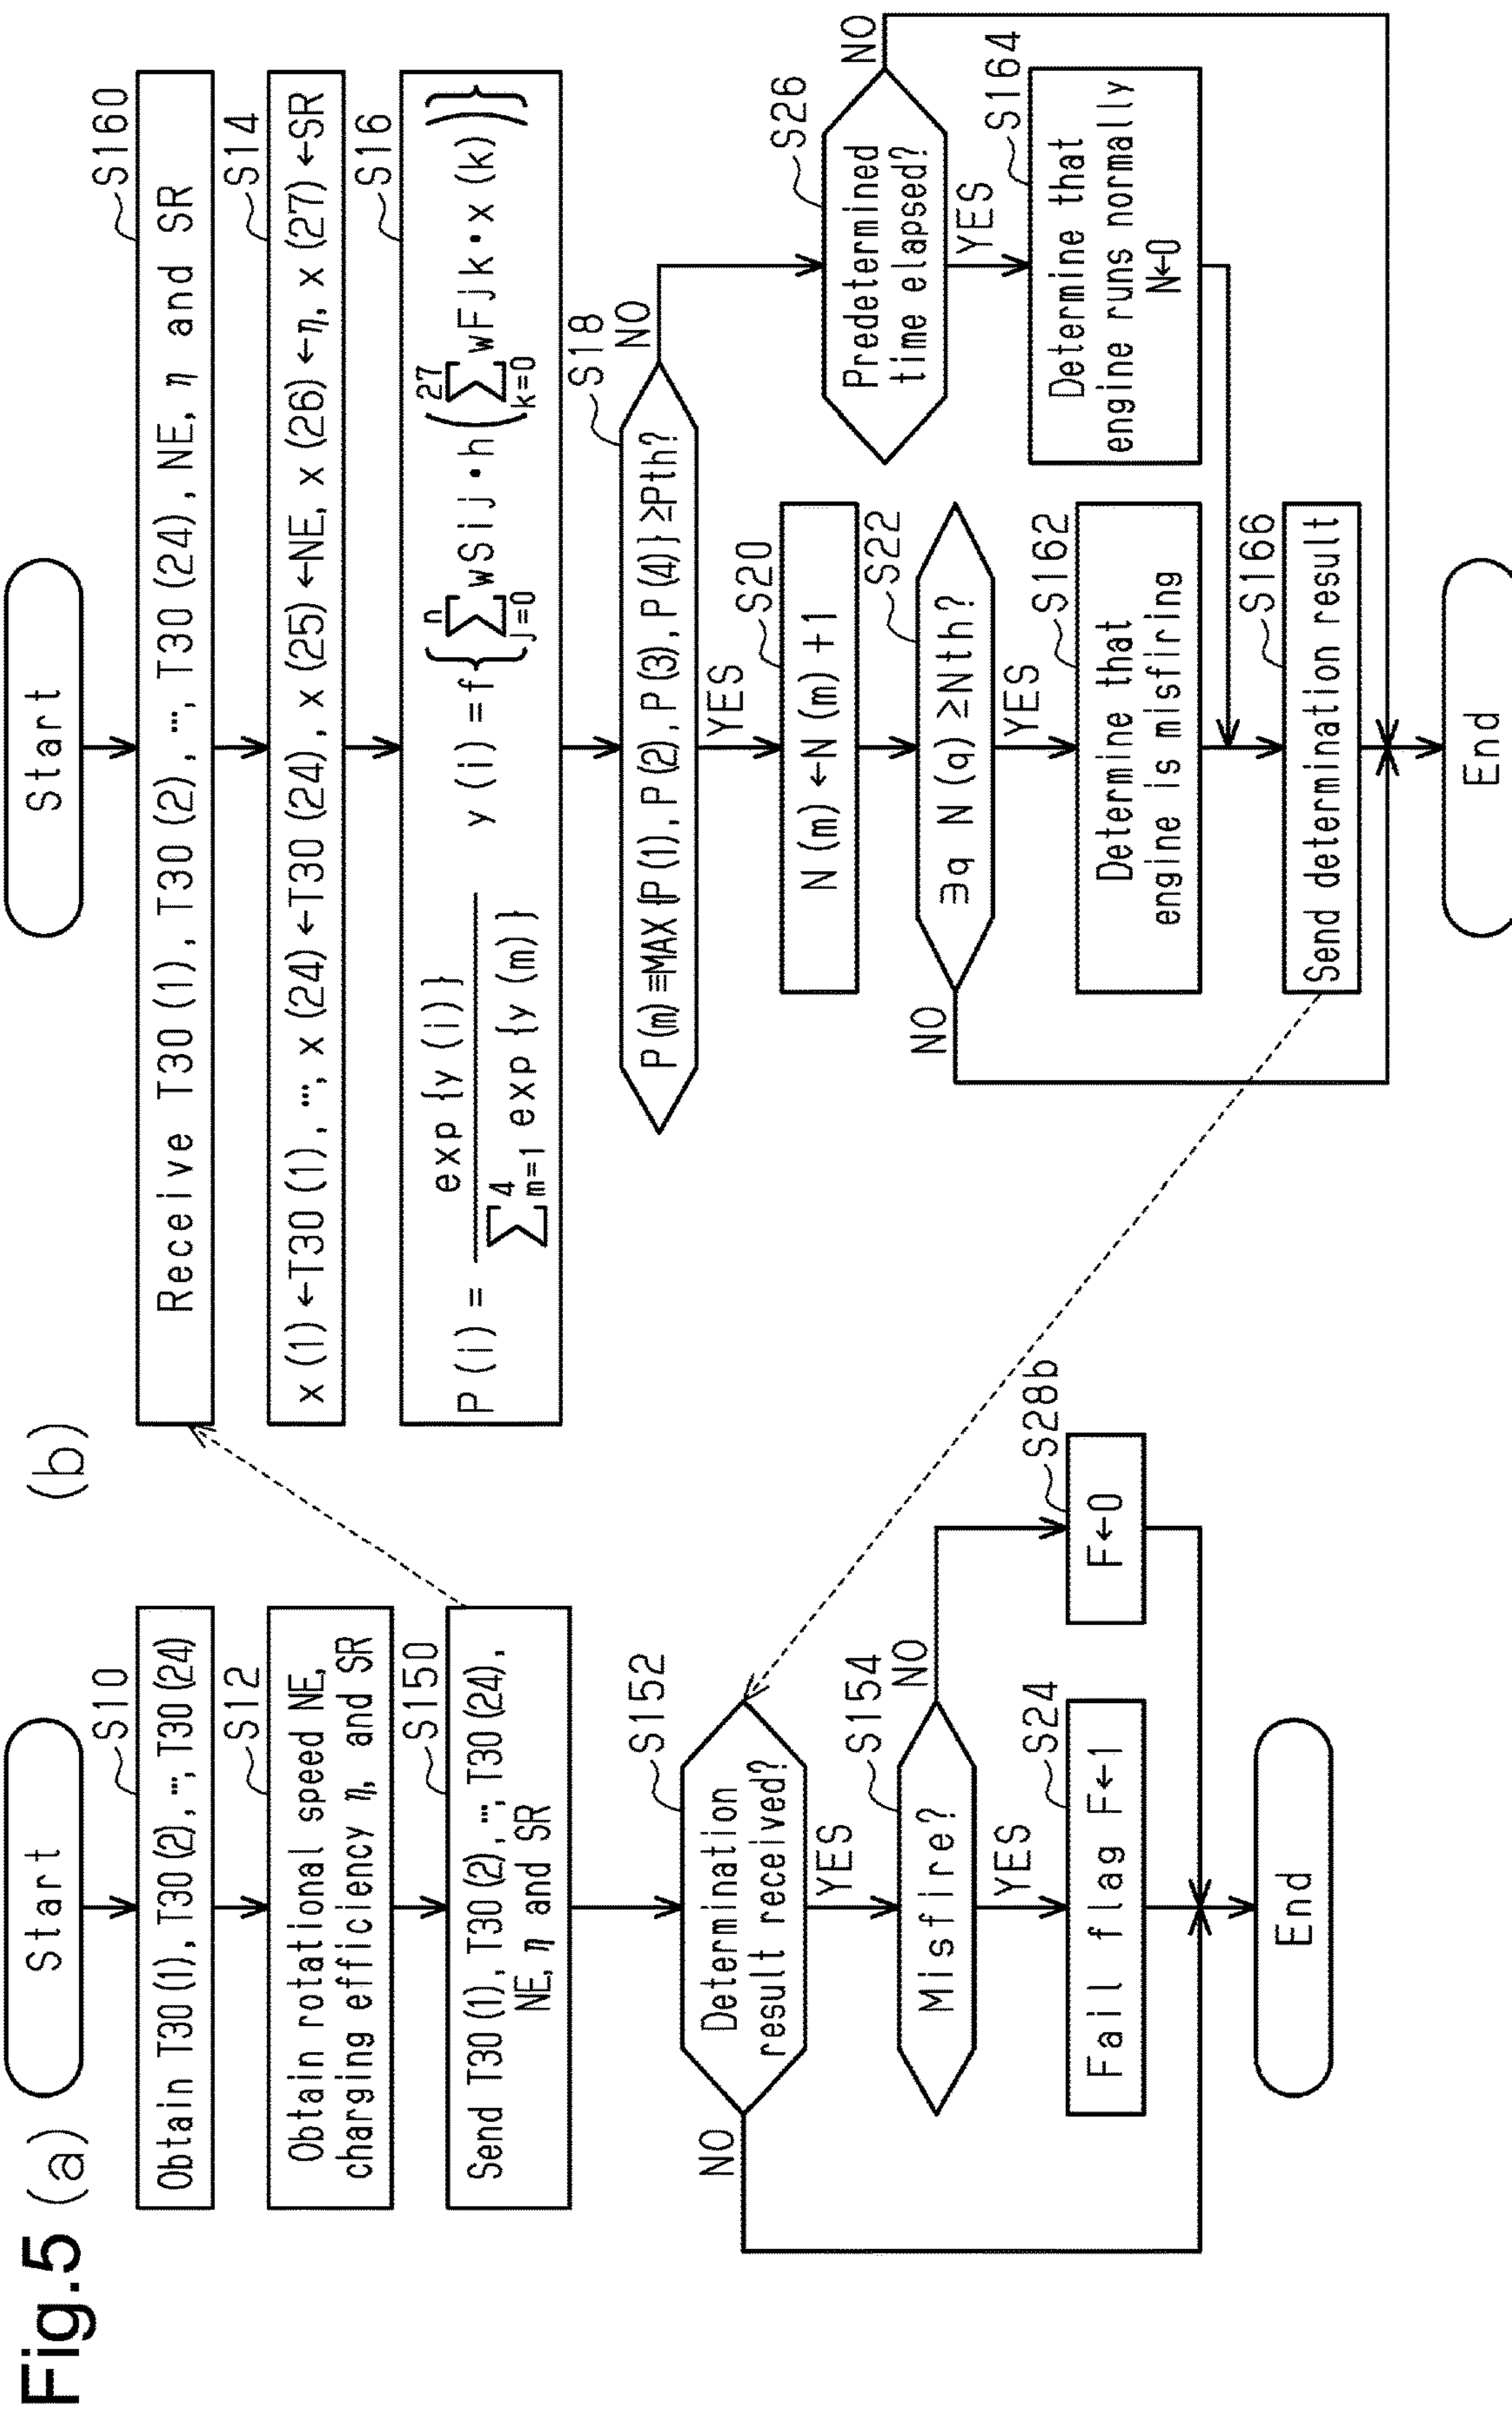 Fig.5
(a)
Start
S10
Obtain T30(1), T30(2), ···, T30(24)
S12
Obtain rotational speed NE,
charging efficiency η, and SR
S150
Send T30(1), T30(2), ···, T30(24),
NE, η and SR
S152
Determination
result received?
NO
YES
S154
Misfire?
NO
YES
S24
Fail flag F←1
S28b
F←0
End
(b)
Start
S160
Receive T30(1), T30(2), ···, T30(24), NE, η and SR
S14
x(1)←T30(1), ···, x(24)←T30(24), x(25)←NE, x(26)←η, x(27)←SR
S16
P(i) = exp{y(i)} / ∑4m=1 exp{y(m)}   y(i)=f{∑nj=0 wSij·h(∑27k=0 wFjk·x(k))}
S18
P(m)=MAX{P(1), P(2), P(3), P(4)}≥Pth?
NO
YES
S20
N(m)←N(m)+1
S22
∃q N(q)≥Nth?
NO
YES
S162
Determine that
engine is misfiring
S26
Predetermined
time elapsed?
NO
YES
S164
Determine that
engine runs normally
N←0
S166
Send determination result
End